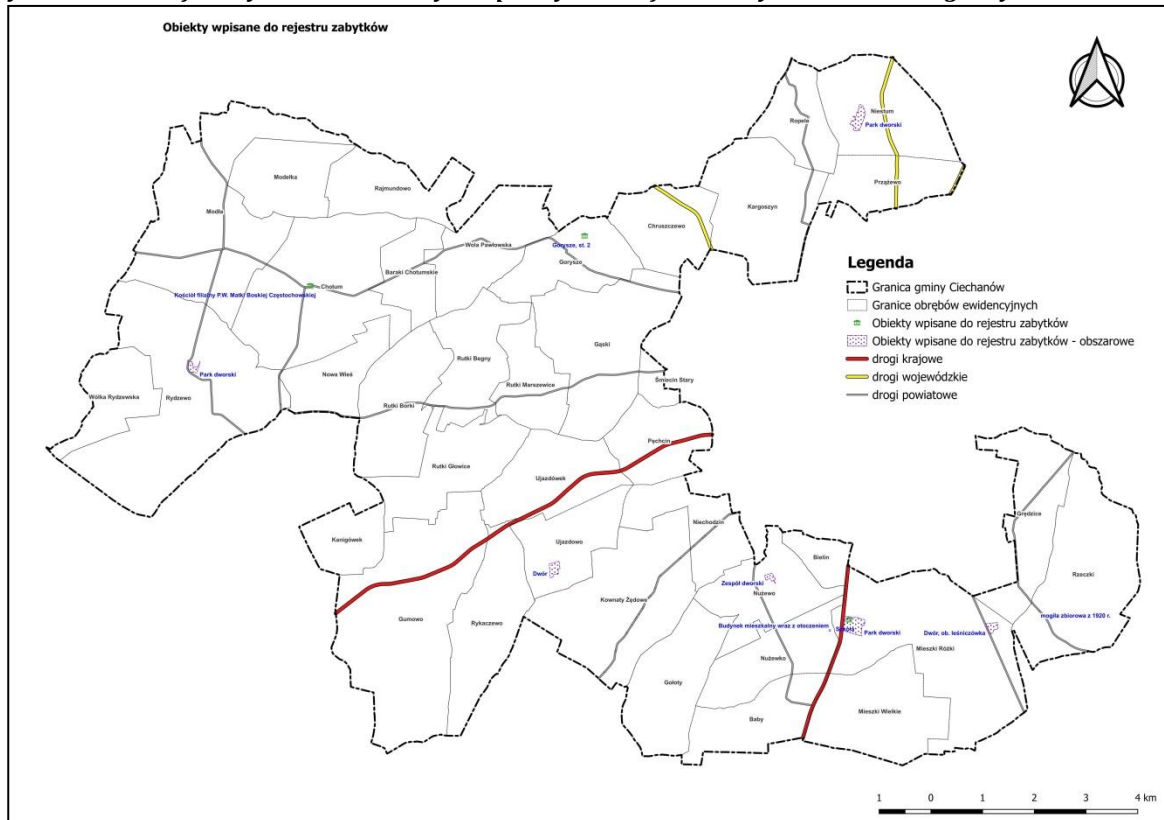 Obiekty wpisane do rejestru zabytków
Niestum
Ropele
Park dworski
Modełka
Rajmundowo
Przążewo
Modła
Kargoszyn
Chruszczewo
Wola Pawłowska
Gorysze, st. 2
Gorysze
Baraki Chotumskie
Chotum
Kościół filialny P.W. Matki Boskiej Częstochowskiej
Legenda
Granica gminy Ciechanów
Granice obrębów ewidencyjnych
Obiekty wpisane do rejestru zabytków
Obiekty wpisane do rejestru zabytków - obszarowe
drogi krajowe
drogi wojewódzkie
drogi powiatowe
Gąski
Rutki Begny
Nowa Wieś
Park dworski
Rutki Marszewice
Śmiecin Stary
Wólka Rydzewska
Rydzewo
Rutki Borki
Pęchcin
Rutki Głowice
Ujazdówek
Niechodzin
Grędzice
Kanigówek
Ujazdowo
Bielin
Dwór
Zespół dworski
Rzeczki
Nużewo
Kownaty Żędowe
mogiła zbiorowa z 1920 r.
Gumowo
Rykaczewo
Budynek mieszkalny wraz z otoczeniem
Park dworski
Dwór, ob. leśniczówka
Mieszki Różki
Nużewko
Gołoty
Mieszki Wielkie
Baby
1 0 1 2 3 4 km